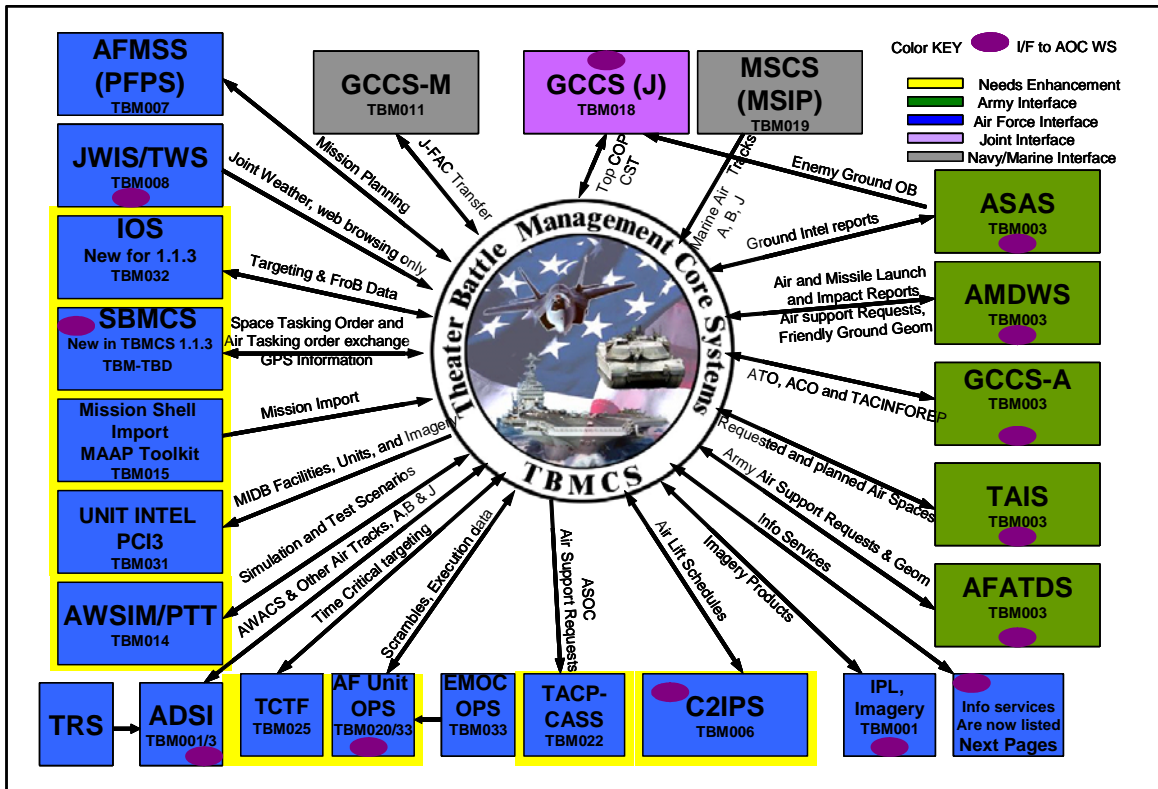 AFMSS
(PFPS)
TBM007
GCCS-M
TBM011
GCCS (J)
TBM018
MSCS
(MSIP)
TBM019
Color KEY
I/F to AOC WS
Needs Enhancement
Army Interface
Air Force Interface
Joint Interface
Navy/Marine Interface
JWIS/TWS
TBM008
IOS
New for 1.1.3
TBM032
SBMCS
New in TBMCS 1.1.3
TBM-TBD
Mission Shell
Import
MAAP Toolkit
TBM015
UNIT INTEL
PCI3
TBM031
AWSIM/PTT
TBM014
Mission Planning
Joint Weather, web browsing only
Targeting & FroB Data
Space Tasking Order and
Air Tasking order exchange
GPS Information
Mission Import
MIDB Facilities, Units, and Imagery
Simulation and Test Scenarios
AWACS & Other Air Tracks, A,B & J
Time Critical targeting
Scrambles, Execution data
J-FAC Transfer
Top COP
CST
Marine Air Tracks
A, B, J
Theater Battle Management Core Systems
TBMCS
Enemy Ground OB
Ground Intel reports
Air and Missile Launch
and Impact Reports
Air support Requests,
Friendly Ground Geom
ATO, ACO and TACINFOREP
Requested and planned Air Spaces
Army Air Support Requests & Geom
Info Services
Imagery Products
Air Lift Schedules
ASOC
Air Support Requests
ASAS
TBM003
AMDWS
TBM003
GCCS-A
TBM003
TAIS
TBM003
AFATDS
TBM003
TRS
ADSI
TBM001/3
TCTF
TBM025
AF Unit
OPS
TBM020/33
EMOC
OPS
TBM033
TACP-
CASS
TBM022
C2IPS
TBM006
IPL,
Imagery
TBM001
Info services
Are now listed
Next Pages